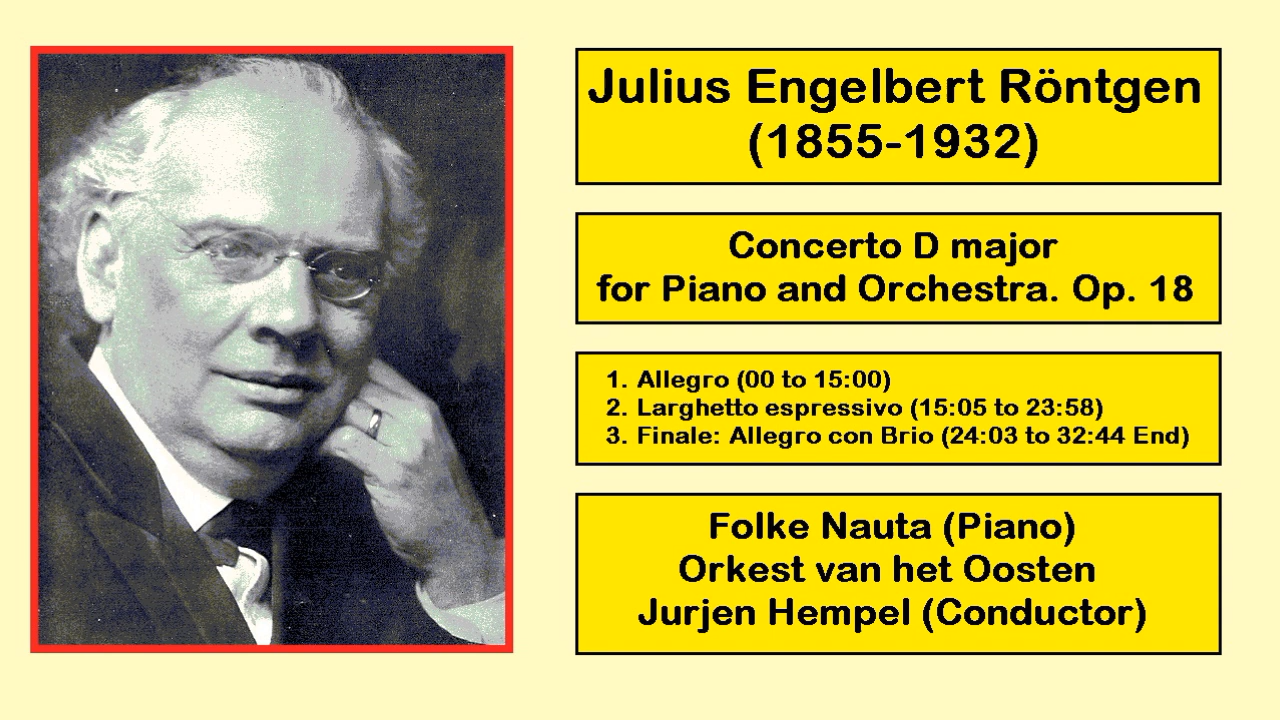 Julius Engelbert Röntgen
(1855-1932)
Concerto D major
for Piano and Orchestra. Op. 18
1. Allegro (00 to 15:00)
2. Larghetto espressivo (15:05 to 23:58)
3. Finale: Allegro con Brio (24:03 to 32:44 End)
Folke Nauta (Piano)
Orkest van het Oosten
Jurjen Hempel (Conductor)